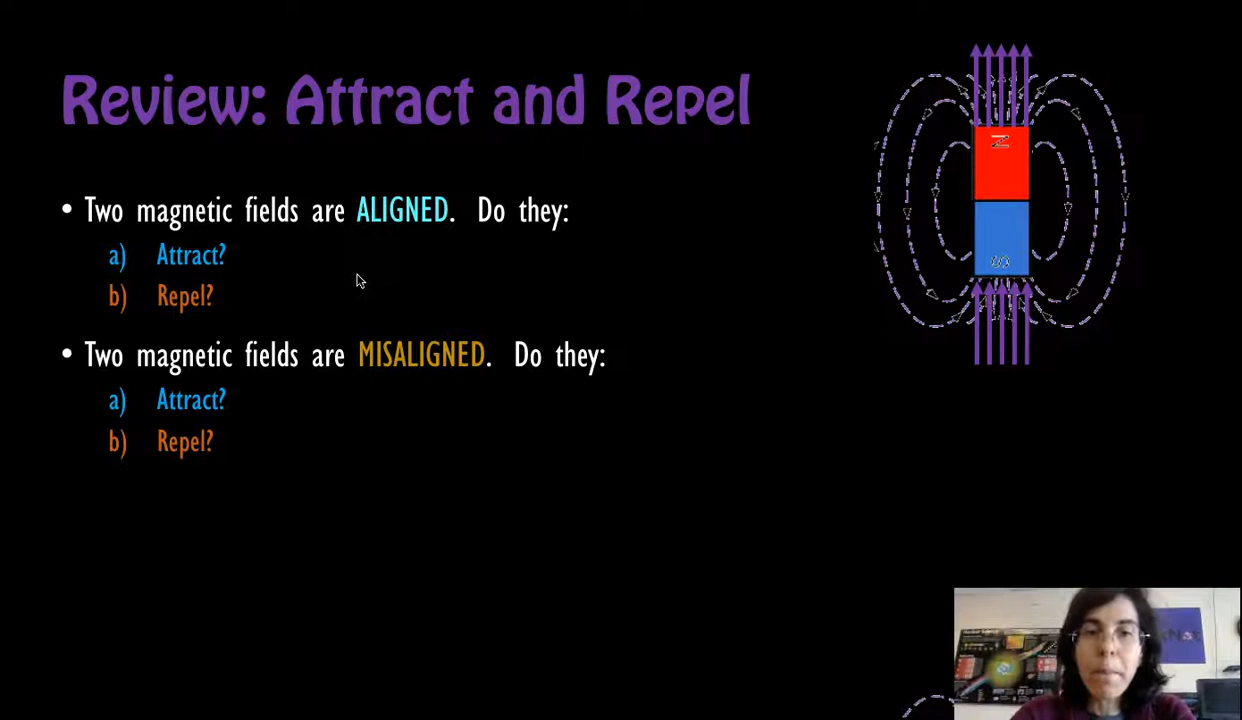 Review: Attract and Repel
• Two magnetic fields are ALIGNED. Do they:
a) Attract?
b) Repel?
• Two magnetic fields are MISALIGNED. Do they:
a) Attract?
b) Repel?
N
S